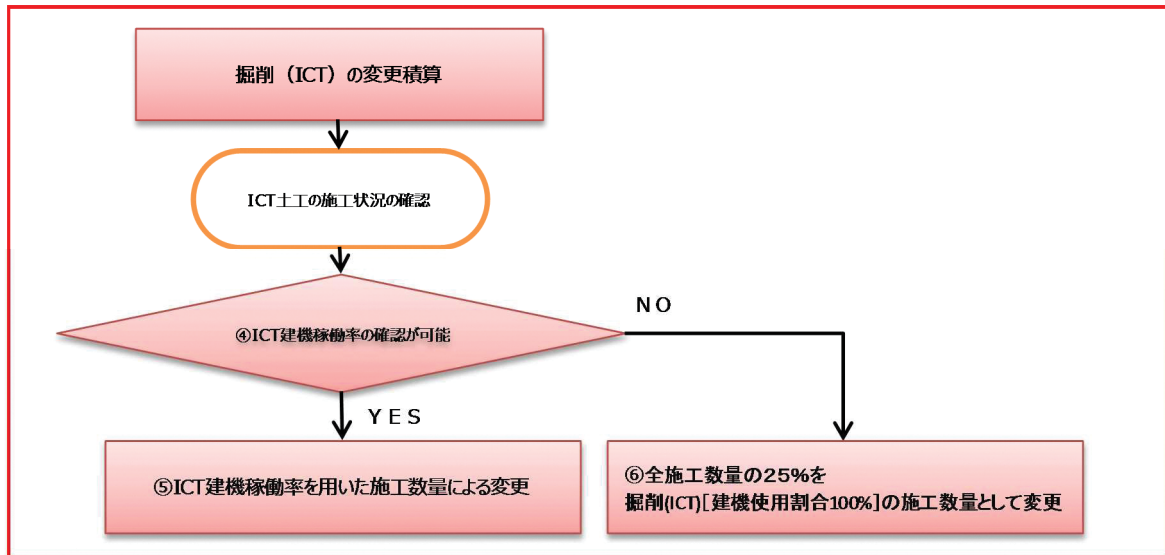 掘削（ICT）の変更積算
ICT土工の施工状況の確認
④ICT建機稼働率の確認が可能
NO
YES
⑤ICT建機稼働率を用いた施工数量による変更
⑥全施工数量の25%を
掘削(ICT)[建機使用割合100%]の施工数量として変更